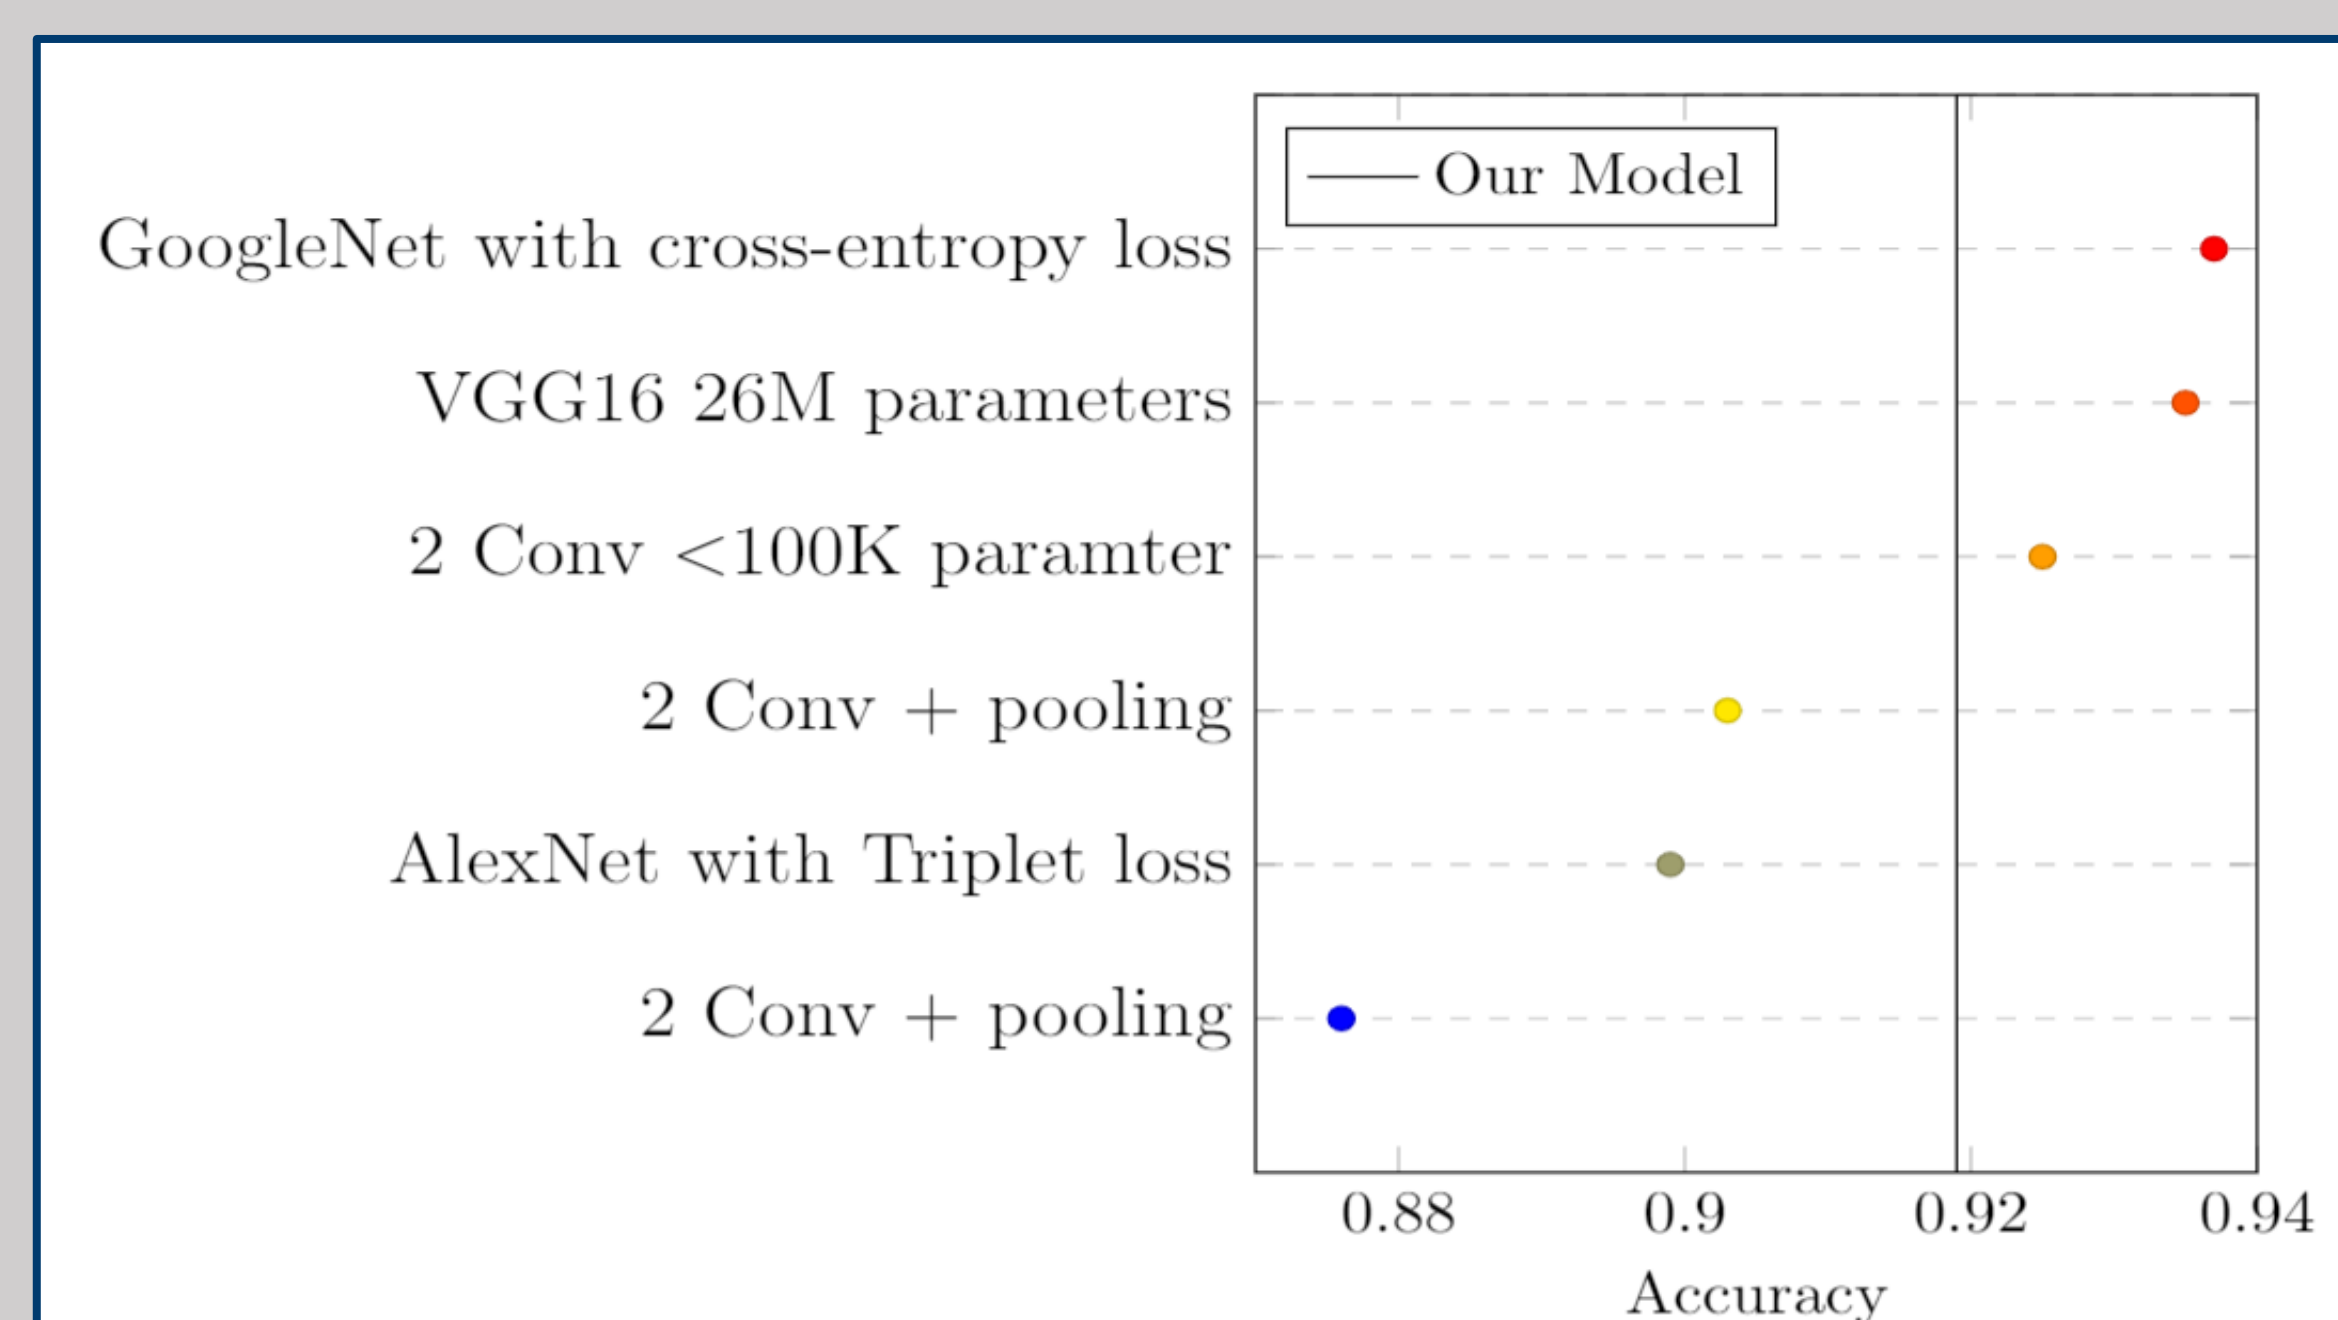 Our Model
GoogleNet with cross-entropy loss
VGG16 26M parameters
2 Conv <100K paramter
2 Conv + pooling
AlexNet with Triplet loss
2 Conv + pooling
0.88 0.9 0.92 0.94
Accuracy